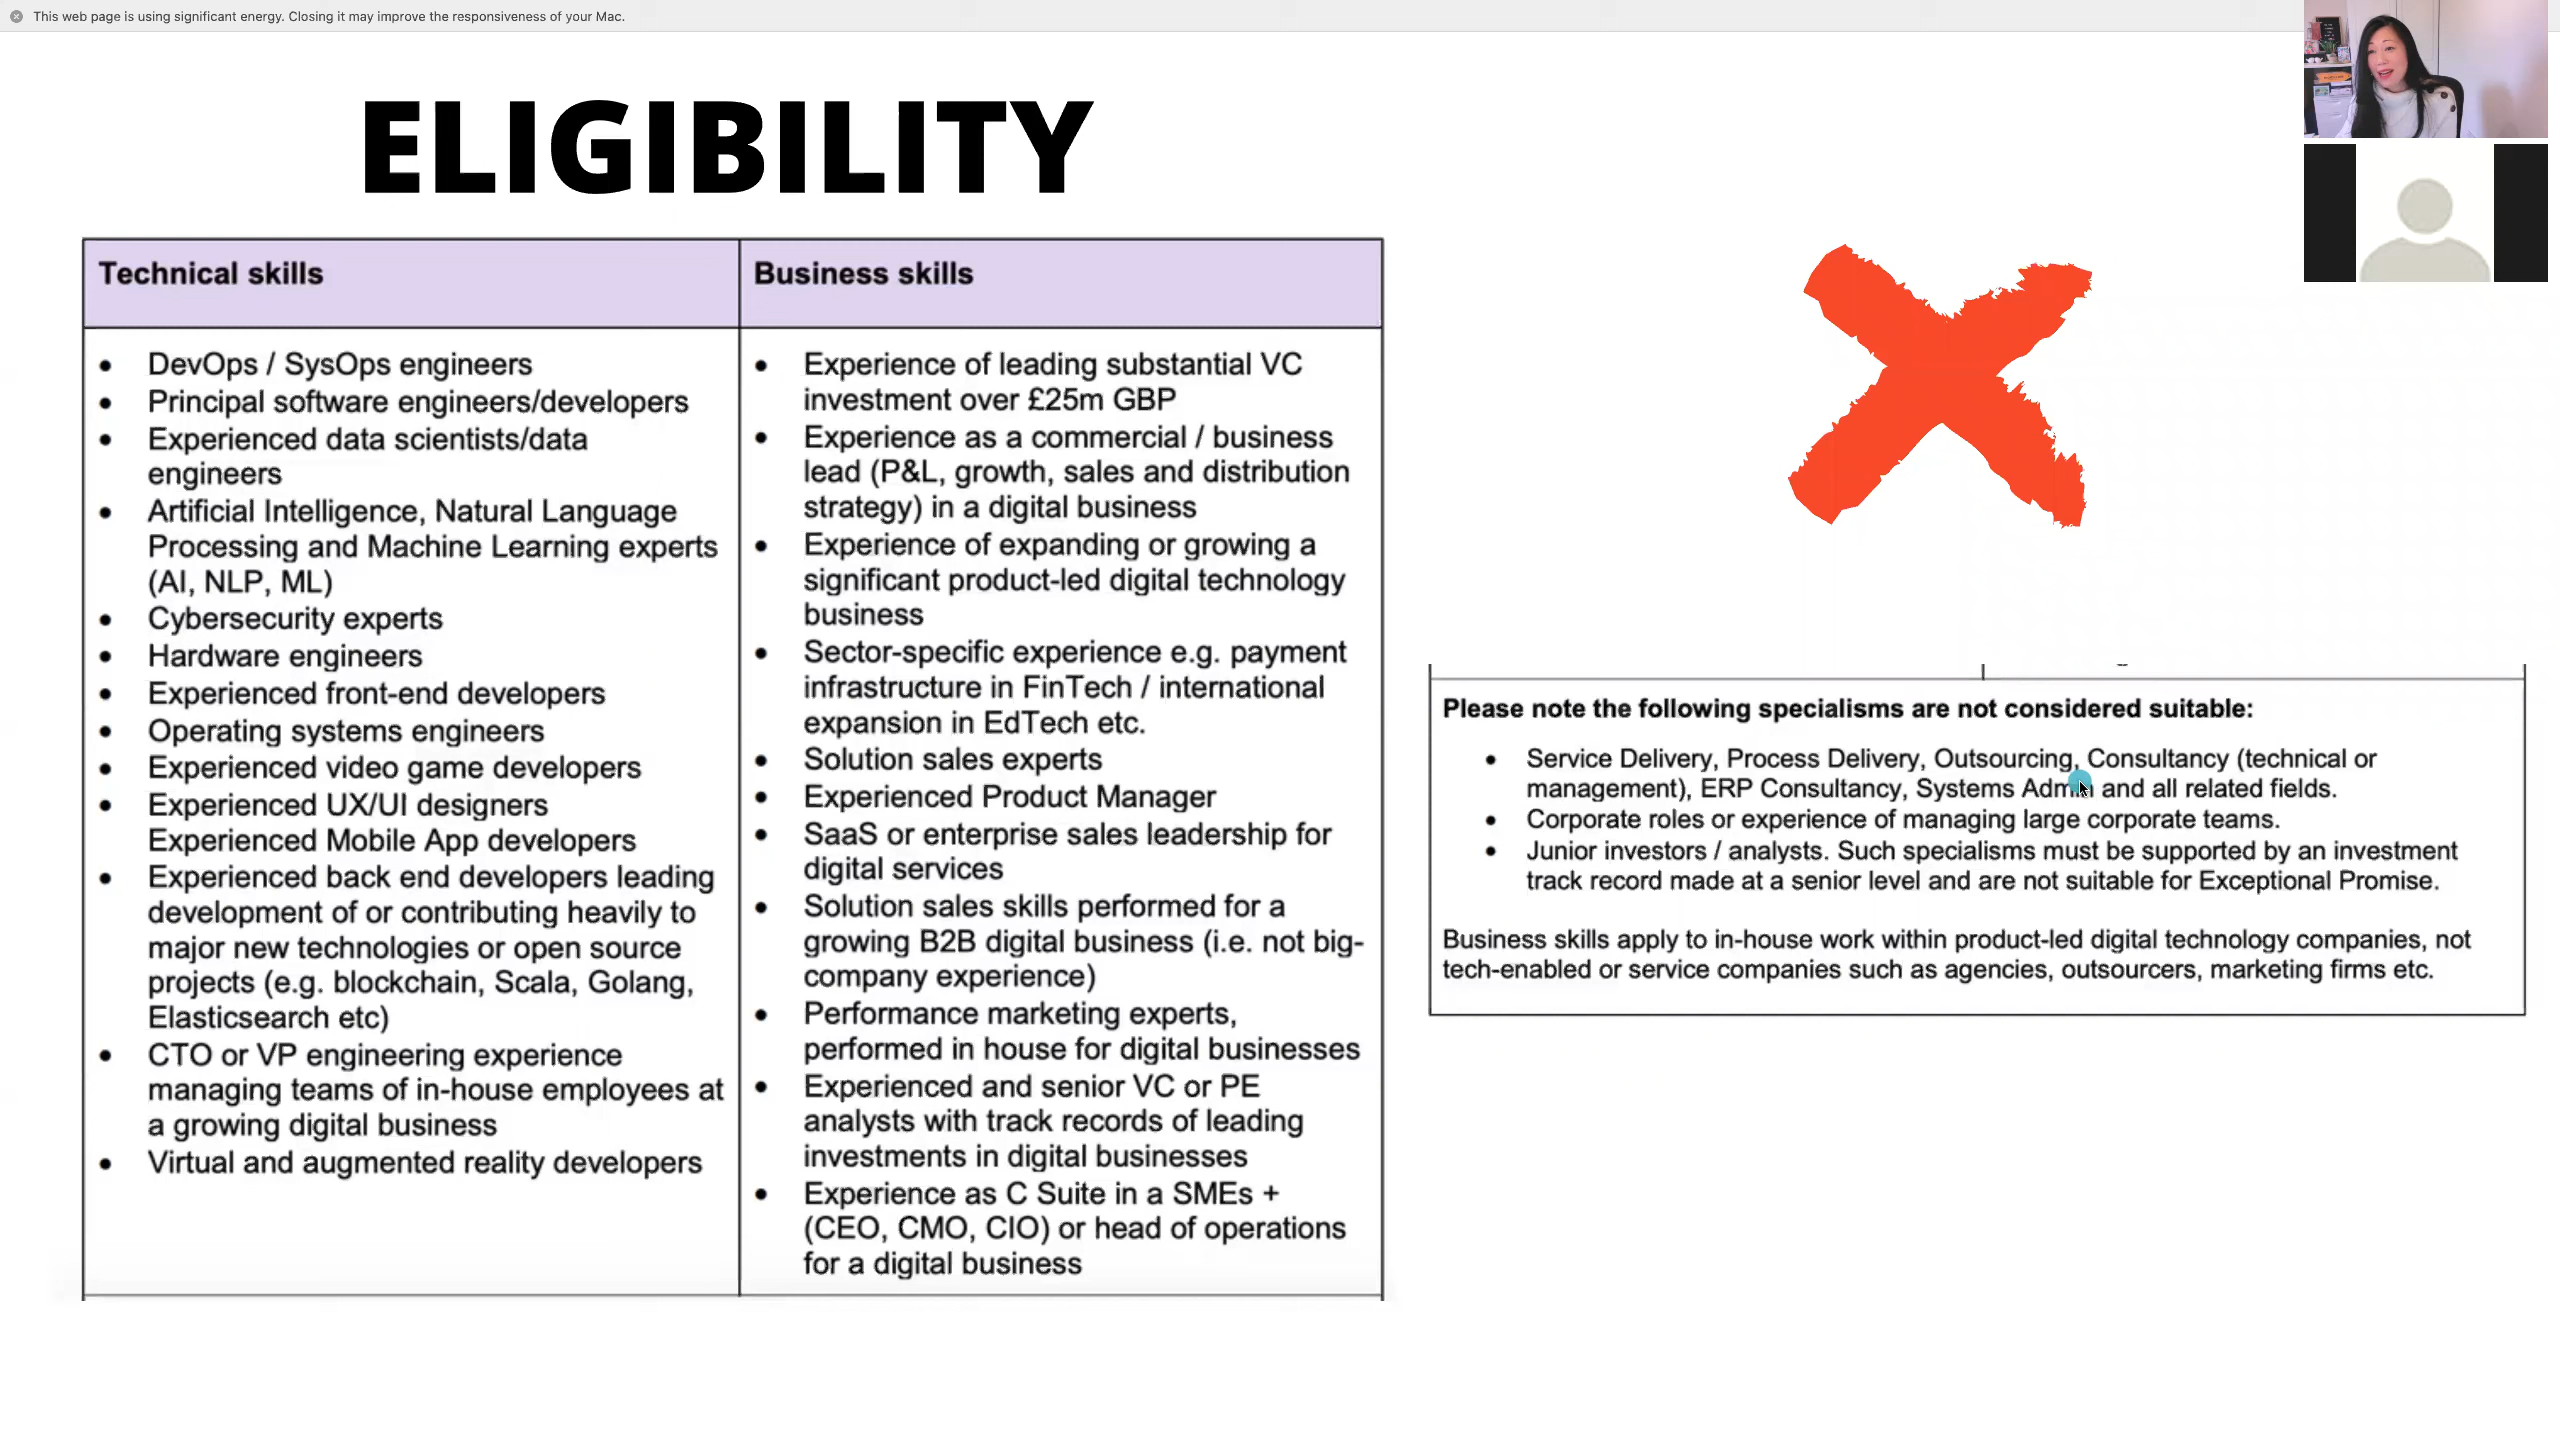 This web page is using significant energy. Closing it may improve the responsiveness of your Mac.
ELIGIBILITY
Technical skills
• DevOps / SysOps engineers
• Principal software engineers/developers
• Experienced data scientists/data
engineers
• Artificial Intelligence, Natural Language
Processing and Machine Learning experts
(AI, NLP, ML)
• Cybersecurity experts
• Hardware engineers
• Experienced front-end developers
• Operating systems engineers
• Experienced video game developers
• Experienced UX/UI designers
Experienced Mobile App developers
• Experienced back end developers leading
development of or contributing heavily to
major new technologies or open source
projects (e.g. blockchain, Scala, Golang,
Elasticsearch etc)
• CTO or VP engineering experience
managing teams of in-house employees at
a growing digital business
• Virtual and augmented reality developers
Business skills
• Experience of leading substantial VC
investment over £25m GBP
• Experience as a commercial / business
lead (P&L, growth, sales and distribution
strategy) in a digital business
• Experience of expanding or growing a
significant product-led digital technology
business
• Sector-specific experience e.g. payment
infrastructure in FinTech / international
expansion in EdTech etc.
• Solution sales experts
• Experienced Product Manager
• SaaS or enterprise sales leadership for
digital services
• Solution sales skills performed for a
growing B2B digital business (i.e. not big-
company experience)
• Performance marketing experts,
performed in house for digital businesses
• Experienced and senior VC or PE
analysts with track records of leading
investments in digital businesses
• Experience as C Suite in a SMEs +
(CEO, CMO, CIO) or head of operations
for a digital business
Please note the following specialisms are not considered suitable:
• Service Delivery, Process Delivery, Outsourcing, Consultancy (technical or
management), ERP Consultancy, Systems Admin and all related fields.
• Corporate roles or experience of managing large corporate teams.
• Junior investors / analysts. Such specialisms must be supported by an investment
track record made at a senior level and are not suitable for Exceptional Promise.
Business skills apply to in-house work within product-led digital technology companies, not
tech-enabled or service companies such as agencies, outsourcers, marketing firms etc.